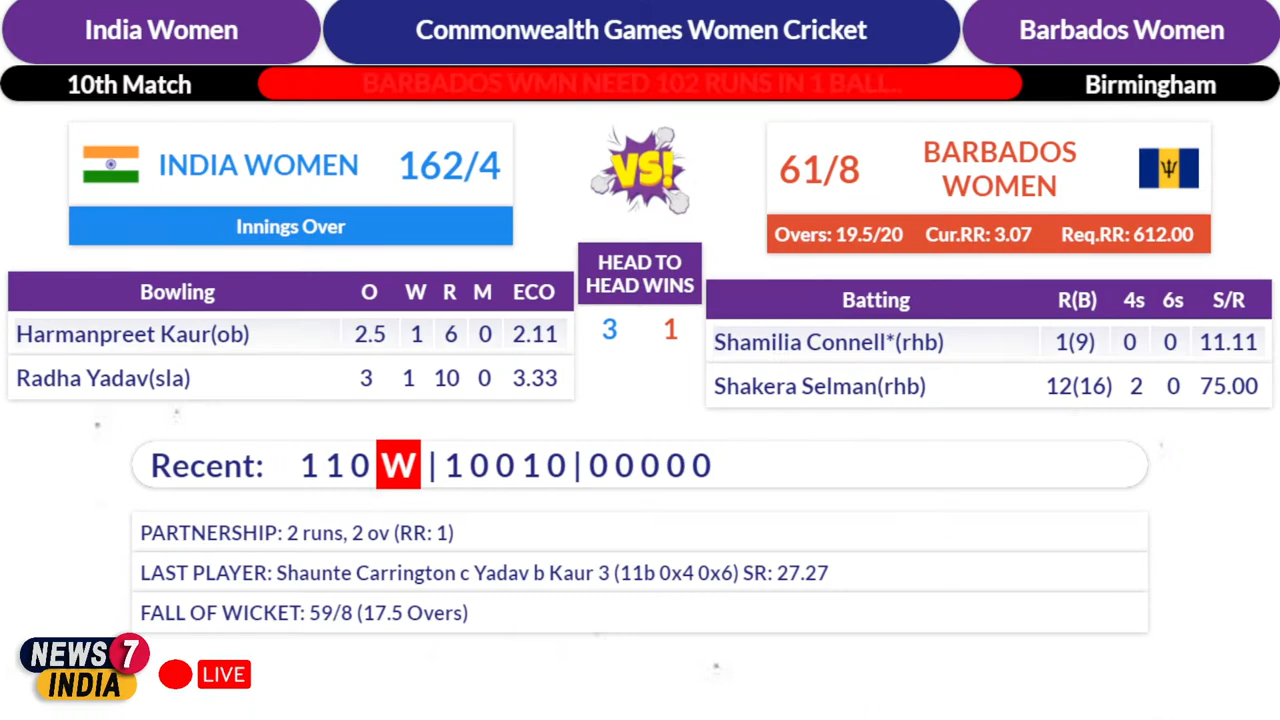 India Women
Commonwealth Games Women Cricket
Barbados Women
10th Match
BARBADOS WMN NEED 102 RUNS IN 1 BALL..
Birmingham
INDIA WOMEN 162/4
Innings Over
VS!
61/8 BARBADOS
WOMEN
Overs: 19.5/20 Cur.RR: 3.07 Req.RR: 612.00
Bowling O W R M ECO
Harmanpreet Kaur(ob) 2.5 1 6 0 2.11
Radha Yadav(sla) 3 1 10 0 3.33
HEAD TO
HEAD WINS
3 1
Batting R(B) 4s 6s S/R
Shamilia Connell*(rhb) 1(9) 0 0 11.11
Shakera Selman(rhb) 12(16) 2 0 75.00
Recent: 1 1 0 W | 1 0 0 1 0 | 0 0 0 0 0
PARTNERSHIP: 2 runs, 2 ov (RR: 1)
LAST PLAYER: Shaunte Carrington c Yadav b Kaur 3 (11b 0x4 0x6) SR: 27.27
FALL OF WICKET: 59/8 (17.5 Overs)
NEWS 7
INDIA
LIVE